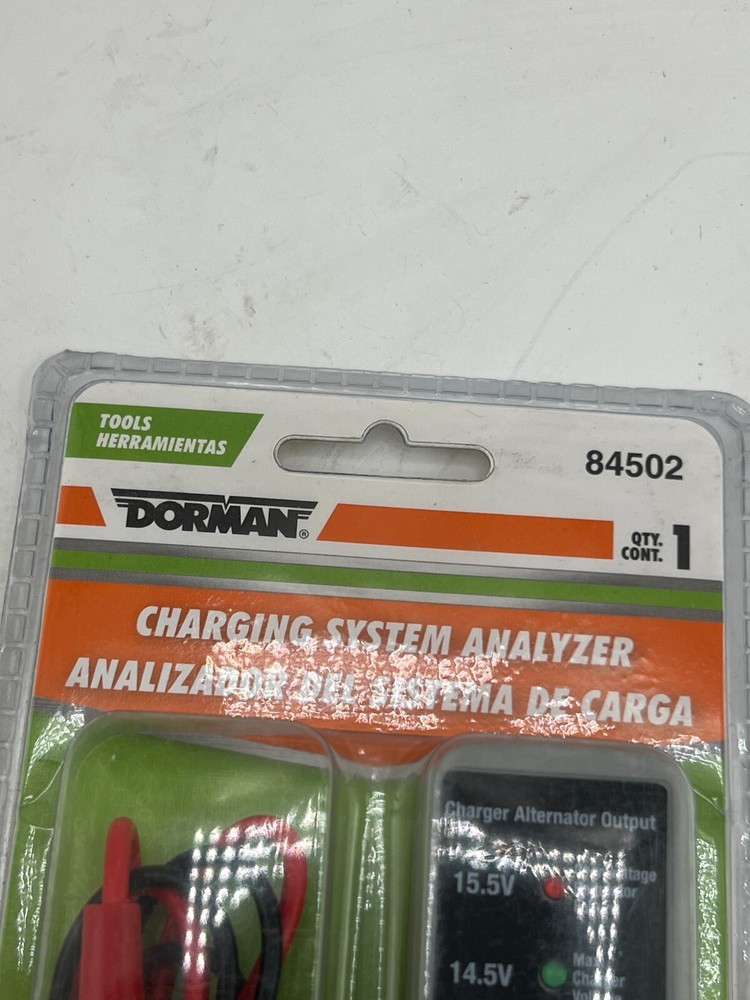 TOOLS
HERRAMIENTAS
84502
DORMAN®
QTY.
CONT. 1
CHARGING SYSTEM ANALYZER
ANALIZADOR DEL SISTEMA DE CARGA
Charger Alternator Output
15.5V
14.5V